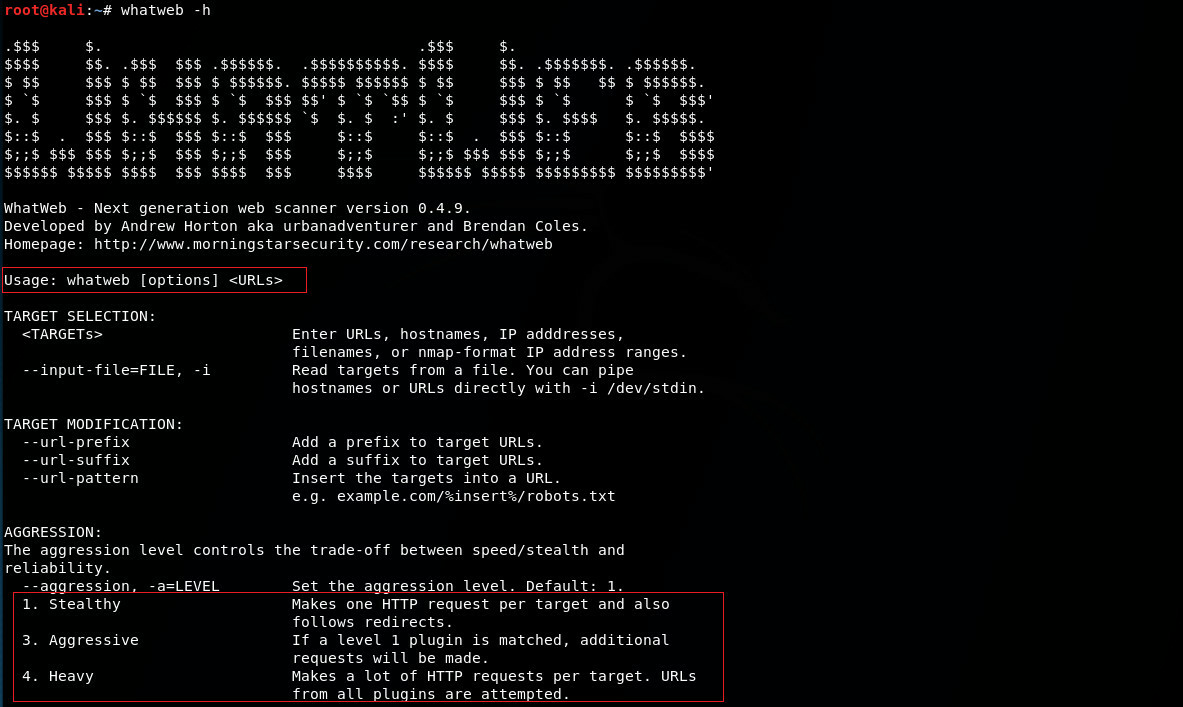 root@kali:~# whatweb -h
.$$$     $.                                   .$$$     $.
$$$$     $$. .$$$  $$$ .$$$$$$.  .$$$$$$$$$$. $$$$     $$. .$$$$$$$. .$$$$$$.
$ $$     $$$ $ $$  $$$ $ $$$$$$. $$$$$ $$$$$$ $ $$     $$$ $ $$   $$ $ $$$$$$.
$ `$     $$$ $ `$  $$$ $ `$  $$$ $$' $ `$ `$$ $ `$     $$$ $ `$      $ `$  $$$'
$. $     $$$ $. $$$$$$ $. $$$$$$ `$  $. $  :' $. $     $$$ $. $$$$   $. $$$$$.
$::$  .  $$$ $::$  $$$ $::$  $$$     $::$     $::$  .  $$$ $::$      $::$  $$$$
$;;$ $$$ $$$ $;;$  $$$ $;;$  $$$     $;;$     $;;$ $$$ $$$ $;;$      $;;$  $$$$
$$$$$$ $$$$$ $$$$  $$$ $$$$  $$$     $$$$     $$$$$$ $$$$$ $$$$$$$$$ $$$$$$$$$'
WhatWeb - Next generation web scanner version 0.4.9.
Developed by Andrew Horton aka urbanadventurer and Brendan Coles.
Homepage: http://www.morningstarsecurity.com/research/whatweb
Usage: whatweb [options] <URLs>
TARGET SELECTION:
  <TARGETs>                     Enter URLs, hostnames, IP adddresses,
                                filenames, or nmap-format IP address ranges.
  --input-file=FILE, -i         Read targets from a file. You can pipe
                                hostnames or URLs directly with -i /dev/stdin.
TARGET MODIFICATION:
  --url-prefix                  Add a prefix to target URLs.
  --url-suffix                  Add a suffix to target URLs.
  --url-pattern                 Insert the targets into a URL.
                                e.g. example.com/%insert%/robots.txt
AGGRESSION:
The aggression level controls the trade-off between speed/stealth and
reliability.
  --aggression, -a=LEVEL        Set the aggression level. Default: 1.
  1. Stealthy                   Makes one HTTP request per target and also
                                follows redirects.
  3. Aggressive                 If a level 1 plugin is matched, additional
                                requests will be made.
  4. Heavy                      Makes a lot of HTTP requests per target. URLs
                                from all plugins are attempted.